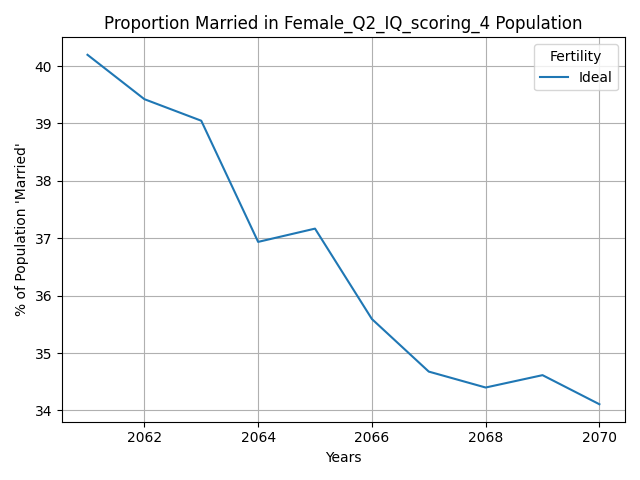 Proportion Married in Female_Q2_IQ_scoring_4 Population
Fertility
Ideal
% of Population 'Married'
40
39
38
37
36
35
34
2062
2064
2066
2068
2070
Years